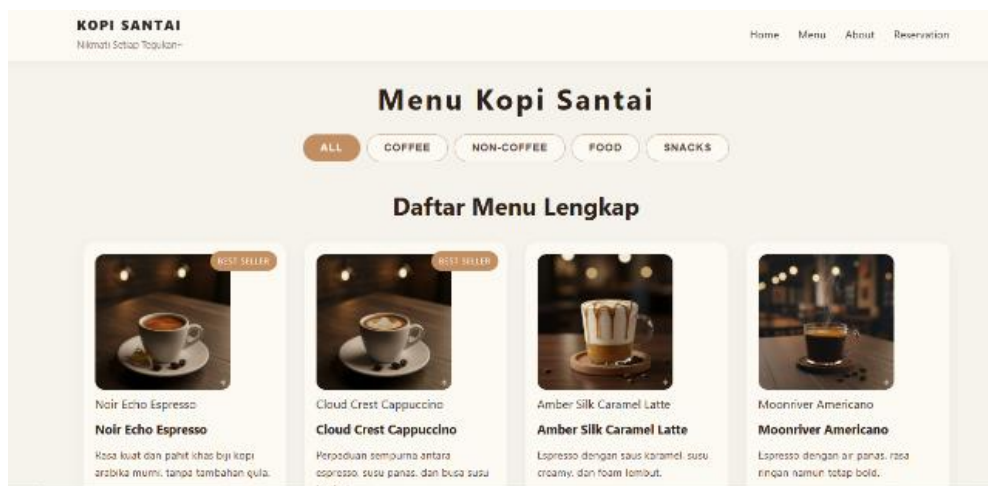 KOPI SANTAI
Nikmati Setiap Tegukan~
Home Menu About Reservation
Menu Kopi Santai
ALL COFFEE NON-COFFEE FOOD SNACKS
Daftar Menu Lengkap
BEST SELLER
BEST SELLER
Noir Echo Espresso
Noir Echo Espresso
Rasa kuat dan pahit khas biji kopi
arabika murni, tanpa tambahan gula.
Cloud Crest Cappuccino
Cloud Crest Cappuccino
Perpaduan sempurna antara
espresso, susu panas, dan busa susu
Amber Silk Caramel Latte
Amber Silk Caramel Latte
Espresso dengan saus karamel, susu
creamy, dan foam lembut.
Moonriver Americano
Moonriver Americano
Espresso dengan air panas, rasa
ringan namun tetap bold.